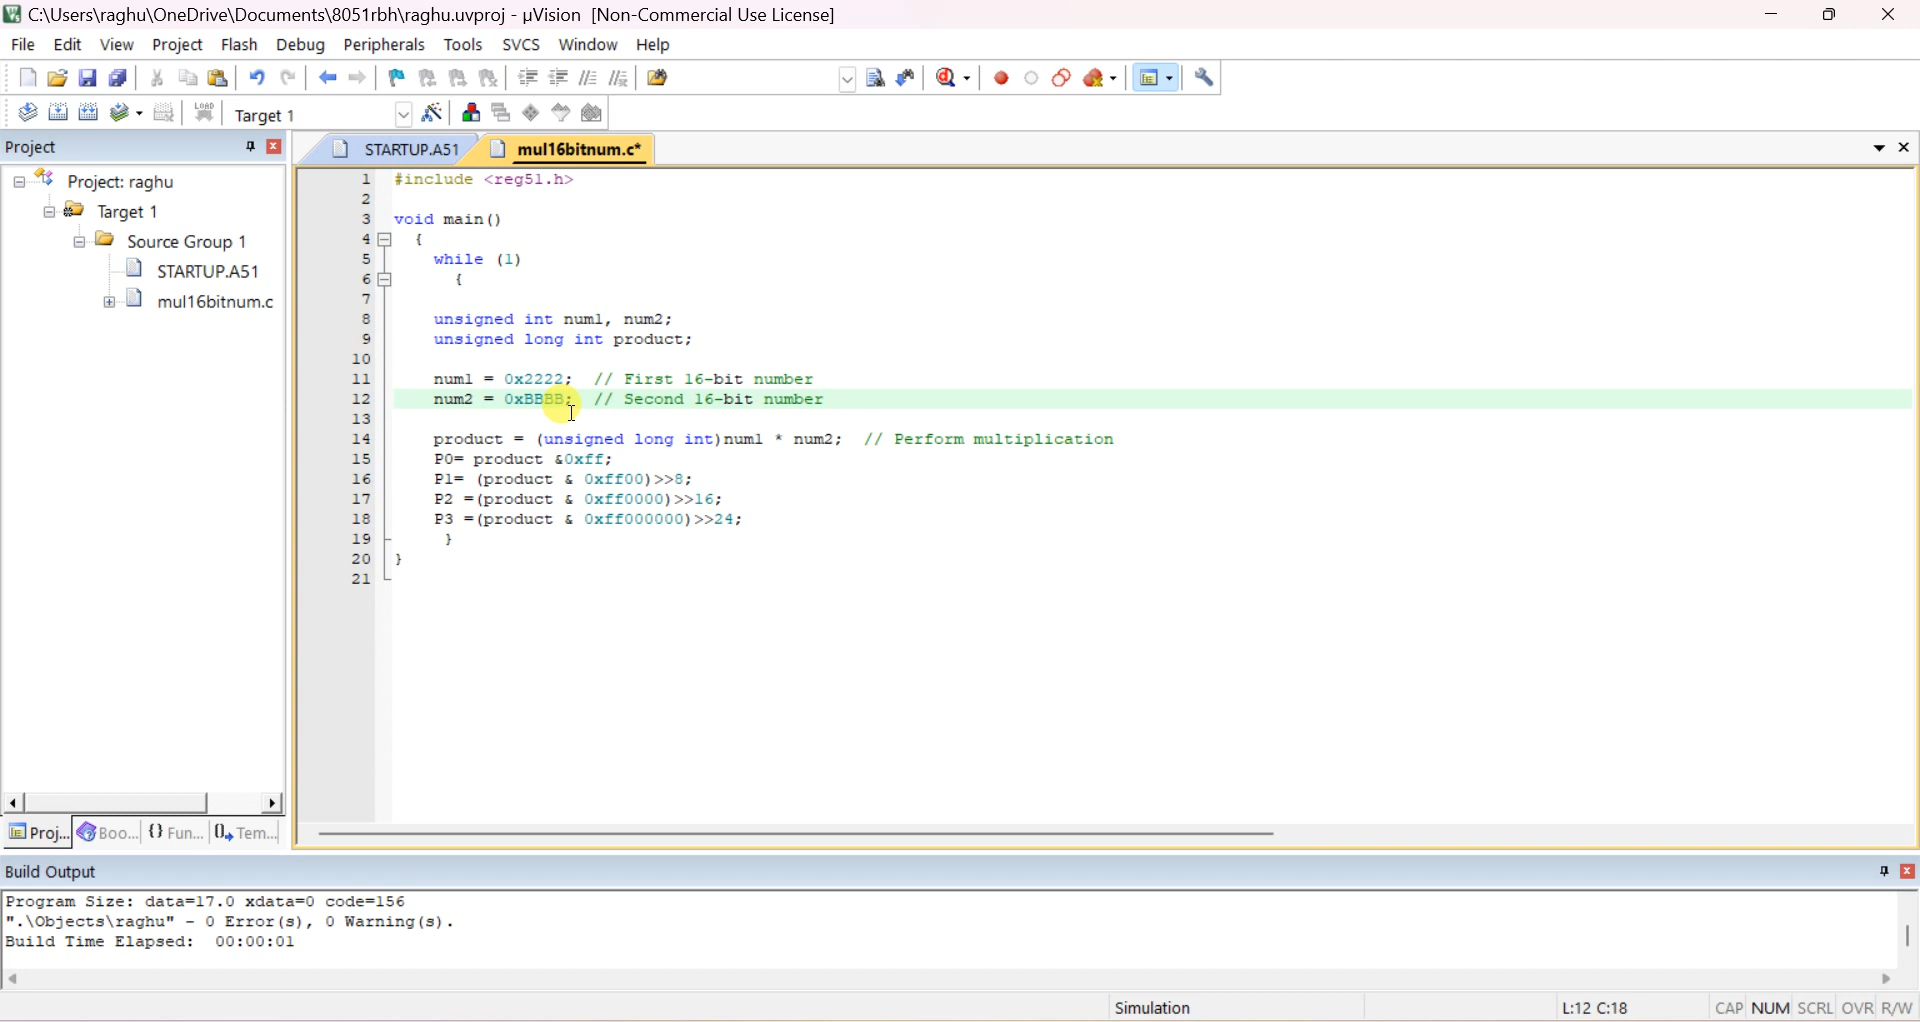 C:\Users\raghu\OneDrive\Documents\8051rbh\raghu.uvproj - µVision [Non-Commercial Use License]
File Edit View Project Flash Debug Peripherals Tools SVCS Window Help
LOAD Target 1
Project
STARTUP.A51 mul16bitnum.c*
Project: raghu
Target 1
Source Group 1
STARTUP.A51
mul16bitnum.c
1 #include <reg51.h>
2
3 void main()
4 {
5 while (1)
6 {
7
8 unsigned int num1, num2;
9 unsigned long int product;
10
11 num1 = 0x2222; // First 16-bit number
12 num2 = 0xBBBB; // Second 16-bit number
13
14 product = (unsigned long int)num1 * num2; // Perform multiplication
15 P0= product &0xff;
16 P1= (product & 0xff00)>>8;
17 P2 =(product & 0xff0000)>>16;
18 P3 =(product & 0xff000000)>>24;
19 }
20 }
21
Proj... Boo... {} Fun... 0. Tem...
Build Output
Program Size: data=17.0 xdata=0 code=156
".\Objects\raghu" - 0 Error(s), 0 Warning(s).
Build Time Elapsed: 00:00:01
Simulation L:12 C:18 CAP NUM SCRL OVR R/W